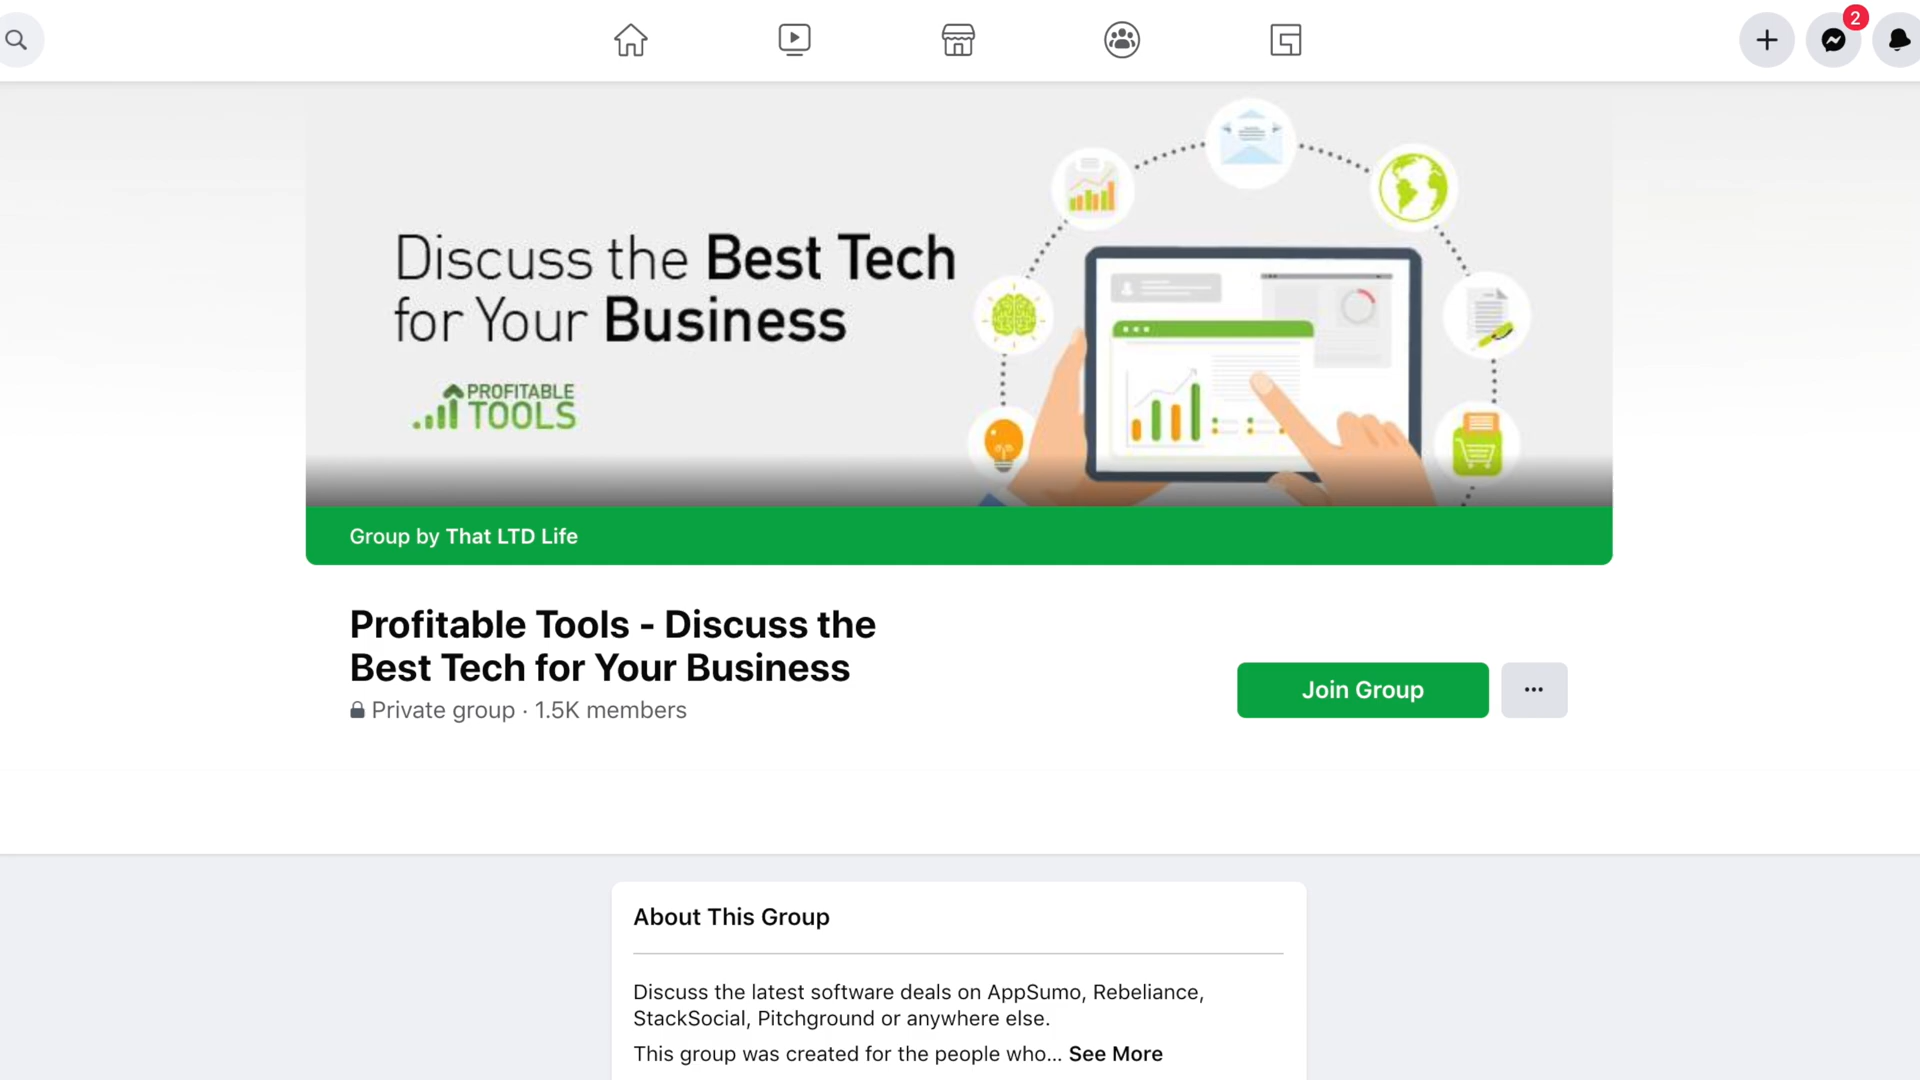 2
Discuss the Best Tech
for Your Business
PROFITABLE
TOOLS
Group by That LTD Life
Profitable Tools - Discuss the
Best Tech for Your Business
Private group · 1.5K members
Join Group
About This Group
Discuss the latest software deals on AppSumo, Rebeliance,
StackSocial, Pitchground or anywhere else.
This group was created for the people who... See More